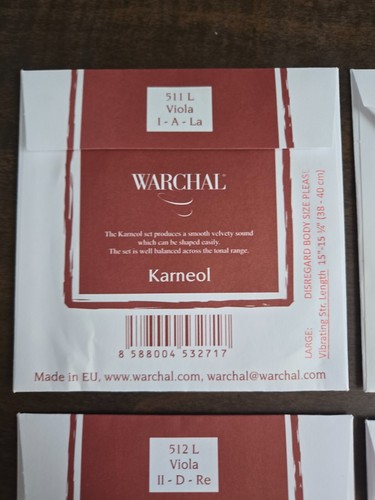 511 L
Viola
I - A - La
WARCHAL
The Karneol set produces a smooth velvety sound
which can be shaped easily.
The set is well balanced across the tonal range.
Karneol
LARGE: DISREGARD BODY SIZE PLEASE
Vibrating Str. Length 15"-15 ¾" (38 - 40 cm)
8 588004 532717
Made in EU, www.warchal.com, warchal@warchal.com
512 L
Viola
II - D - Re